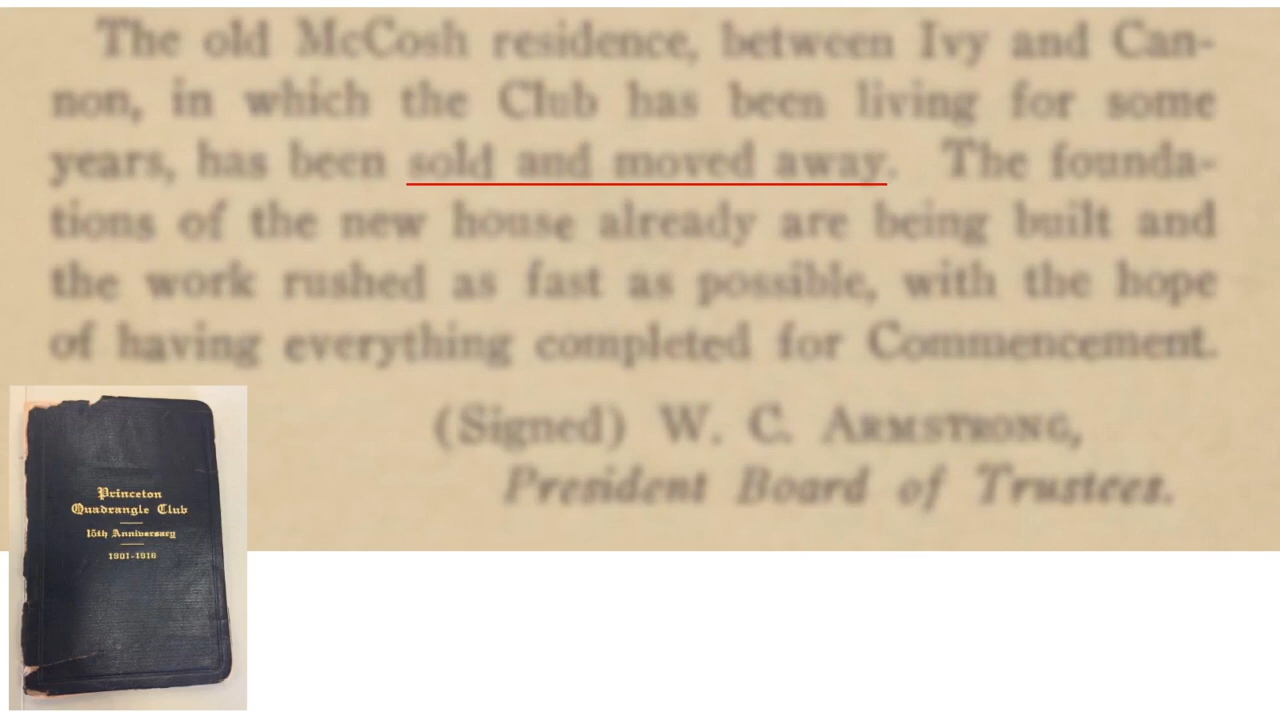 The old McCosh residence, between Ivy and Can-
non, in which the Club has been living for some
years, has been sold and moved away. The founda-
tions of the new house already are being built and
the work rushed as fast as possible, with the hope
of having everything completed for Commencement.
(Signed) W. C. ARMSTRONG,
President Board of Trustees.
Princeton
Quadrangle Club
15th Anniversary
1901-1916